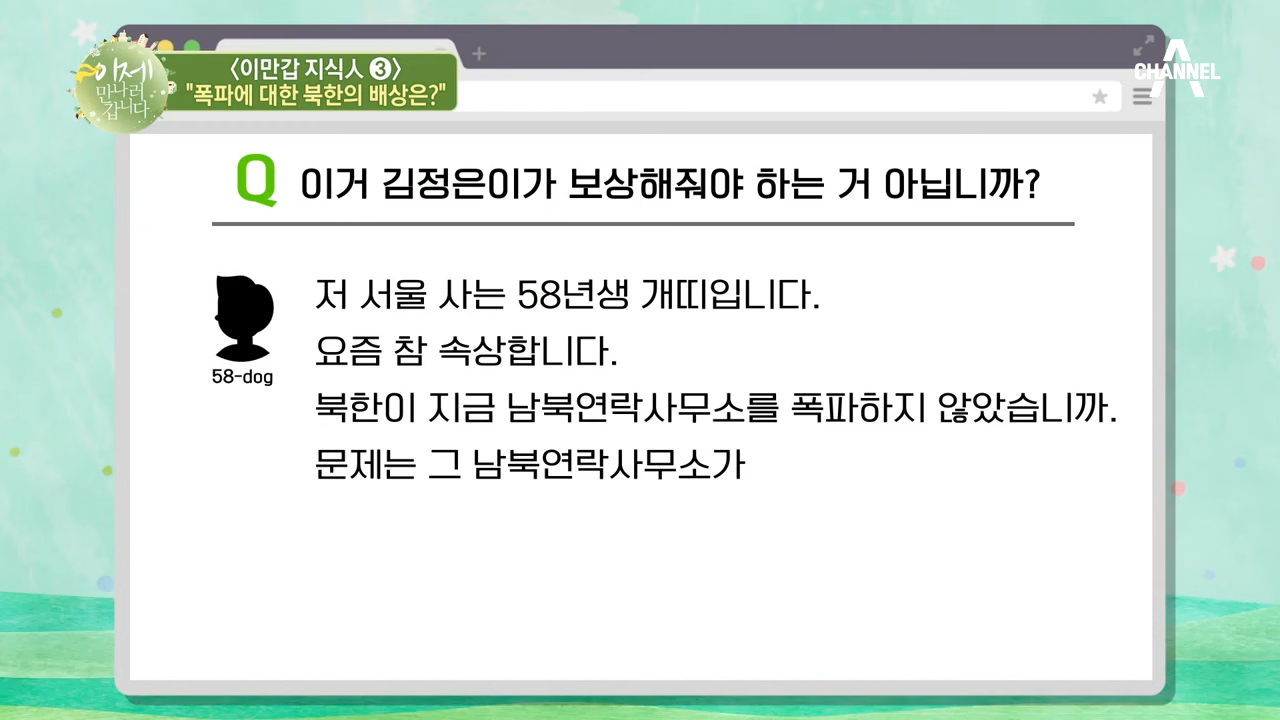 이제
만나러
갑니다
〈이만갑 지식人 ❸〉
"폭파에 대한 북한의 배상은?"
CHANNEL A
Q 이거 김정은이가 보상해줘야 하는 거 아닙니까?
저 서울 사는 58년생 개띠입니다.
요즘 참 속상합니다.
58-dog
북한이 지금 남북연락사무소를 폭파하지 않았습니까.
문제는 그 남북연락사무소가